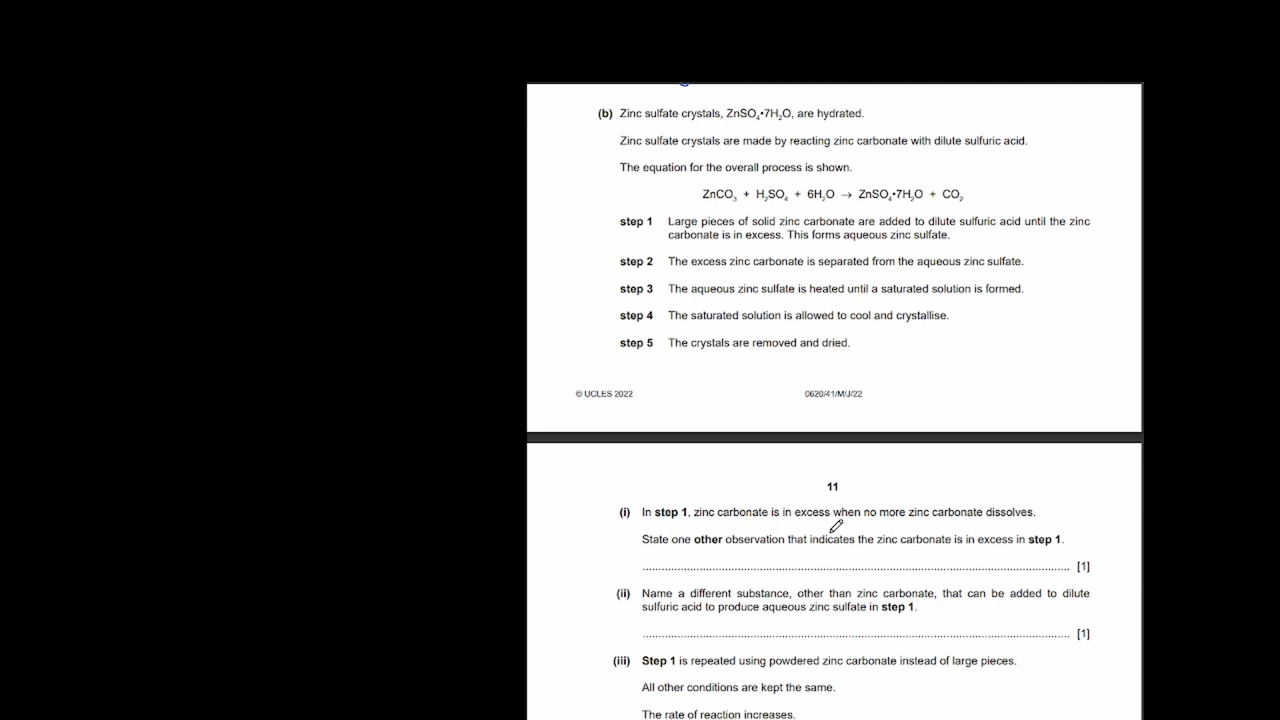 (b) Zinc sulfate crystals, ZnSO₄•7H₂O, are hydrated.
Zinc sulfate crystals are made by reacting zinc carbonate with dilute sulfuric acid.
The equation for the overall process is shown.
ZnCO₃ + H₂SO₄ + 6H₂O → ZnSO₄•7H₂O + CO₂
step 1 Large pieces of solid zinc carbonate are added to dilute sulfuric acid until the zinc
carbonate is in excess. This forms aqueous zinc sulfate.
step 2 The excess zinc carbonate is separated from the aqueous zinc sulfate.
step 3 The aqueous zinc sulfate is heated until a saturated solution is formed.
step 4 The saturated solution is allowed to cool and crystallise.
step 5 The crystals are removed and dried.
© UCLES 2022 0620/41/M/J/22
11
(i) In step 1, zinc carbonate is in excess when no more zinc carbonate dissolves.
State one other observation that indicates the zinc carbonate is in excess in step 1.
[1]
(ii) Name a different substance, other than zinc carbonate, that can be added to dilute
sulfuric acid to produce aqueous zinc sulfate in step 1.
[1]
(iii) Step 1 is repeated using powdered zinc carbonate instead of large pieces.
All other conditions are kept the same.
The rate of reaction increases.